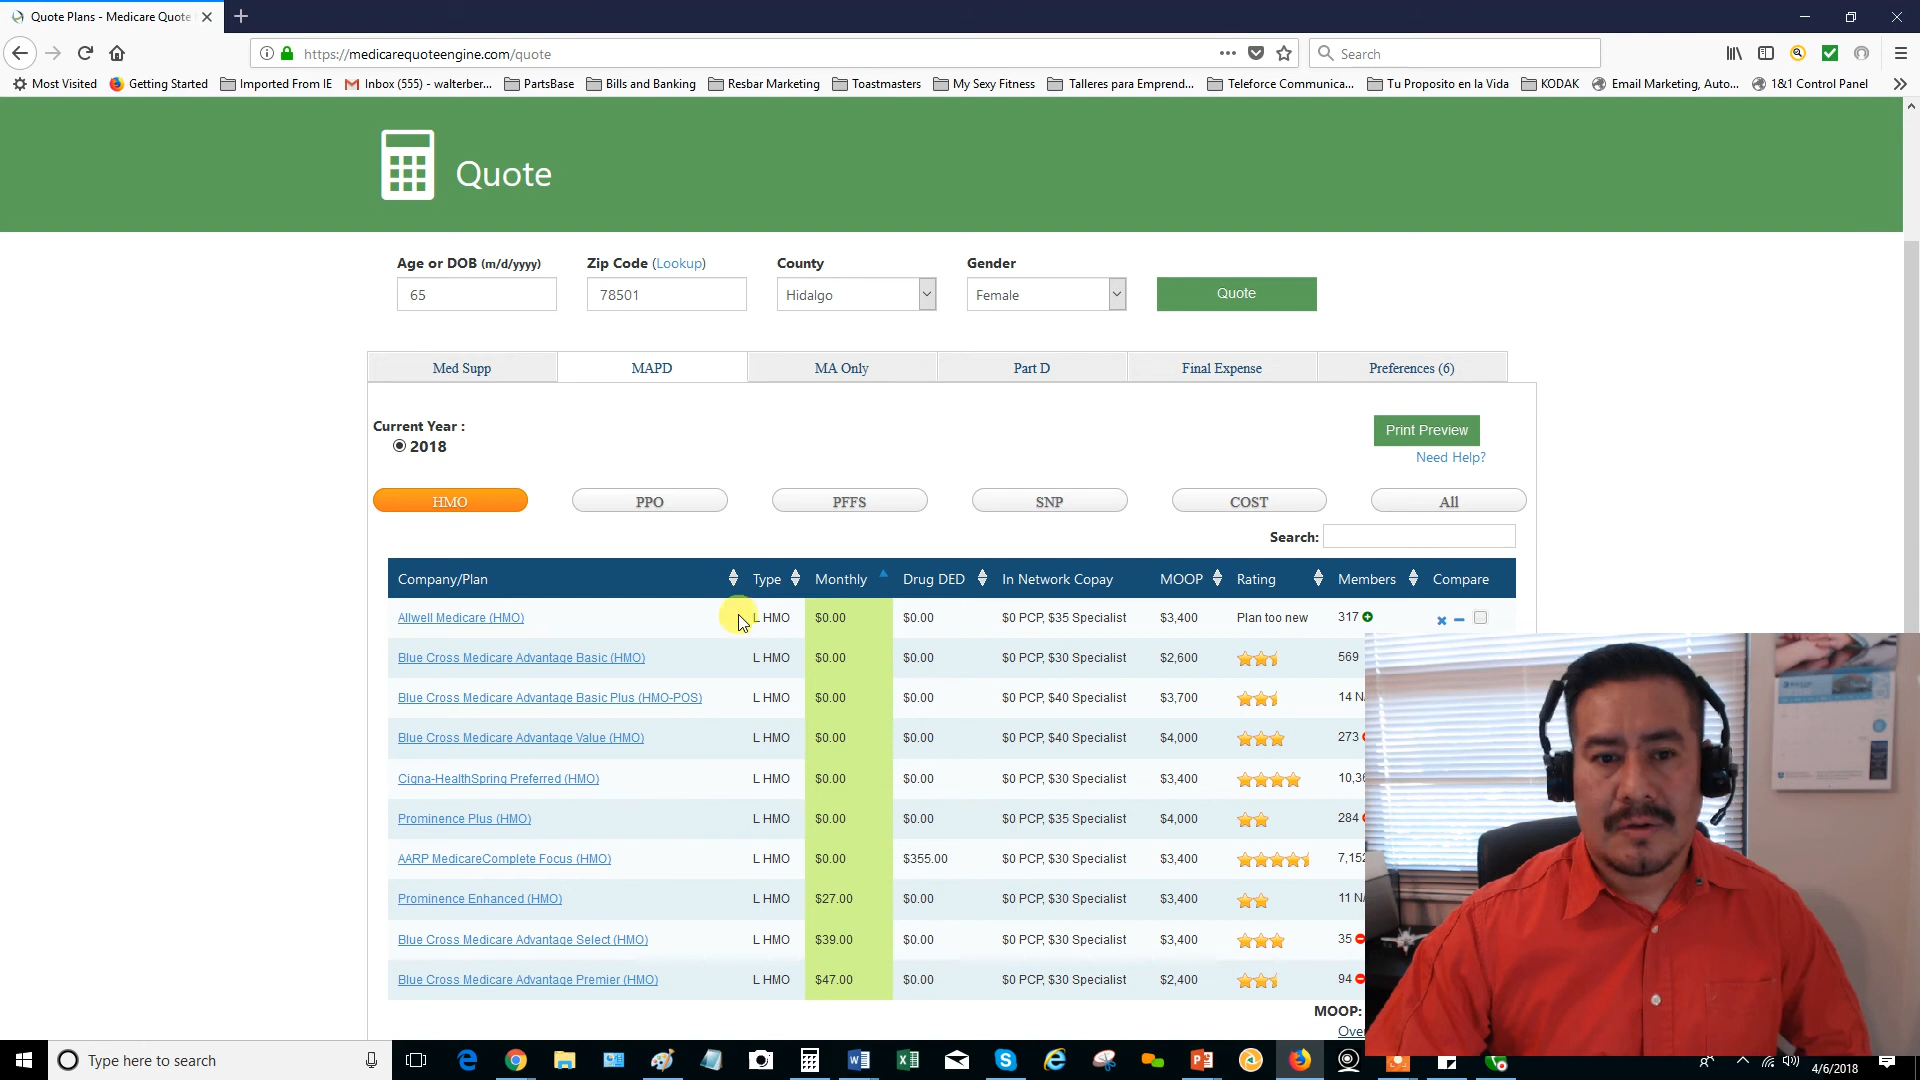 Quote Plans - Medicare Quote
https://medicarequoteengine.com/quote
Search
Most Visited Getting Started Imported From IE Inbox (555) - walterber... PartsBase Bills and Banking Resbar Marketing Toastmasters My Sexy Fitness Talleres para Emprend... Teleforce Communica... Tu Proposito en la Vida KODAK Email Marketing, Auto... 1&1 Control Panel
Quote
Age or DOB (m/d/yyyy) Zip Code (Lookup) County Gender
65 78501 Hidalgo Female Quote
Med Supp MAPD MA Only Part D Final Expense Preferences (6)
Current Year :
2018
Print Preview
Need Help?
HMO PPO PFFS SNP COST All
Search:
Company/Plan Type Monthly Drug DED In Network Copay MOOP Rating Members Compare
Allwell Medicare (HMO) L HMO $0.00 $0.00 $0 PCP, $35 Specialist $3,400 Plan too new 317
Blue Cross Medicare Advantage Basic (HMO) L HMO $0.00 $0.00 $0 PCP, $30 Specialist $2,600 569
Blue Cross Medicare Advantage Basic Plus (HMO-POS) L HMO $0.00 $0.00 $0 PCP, $40 Specialist $3,700 14 N
Blue Cross Medicare Advantage Value (HMO) L HMO $0.00 $0.00 $0 PCP, $40 Specialist $4,000 273
Cigna-HealthSpring Preferred (HMO) L HMO $0.00 $0.00 $0 PCP, $30 Specialist $3,400 10,36
Prominence Plus (HMO) L HMO $0.00 $0.00 $0 PCP, $35 Specialist $4,000 284
AARP MedicareComplete Focus (HMO) L HMO $0.00 $355.00 $0 PCP, $30 Specialist $3,400 7,152
Prominence Enhanced (HMO) L HMO $27.00 $0.00 $0 PCP, $30 Specialist $3,400 11 N
Blue Cross Medicare Advantage Select (HMO) L HMO $39.00 $0.00 $0 PCP, $30 Specialist $3,400 35
Blue Cross Medicare Advantage Premier (HMO) L HMO $47.00 $0.00 $0 PCP, $30 Specialist $2,400 94
MOOP:
Over
Type here to search
4/6/2018